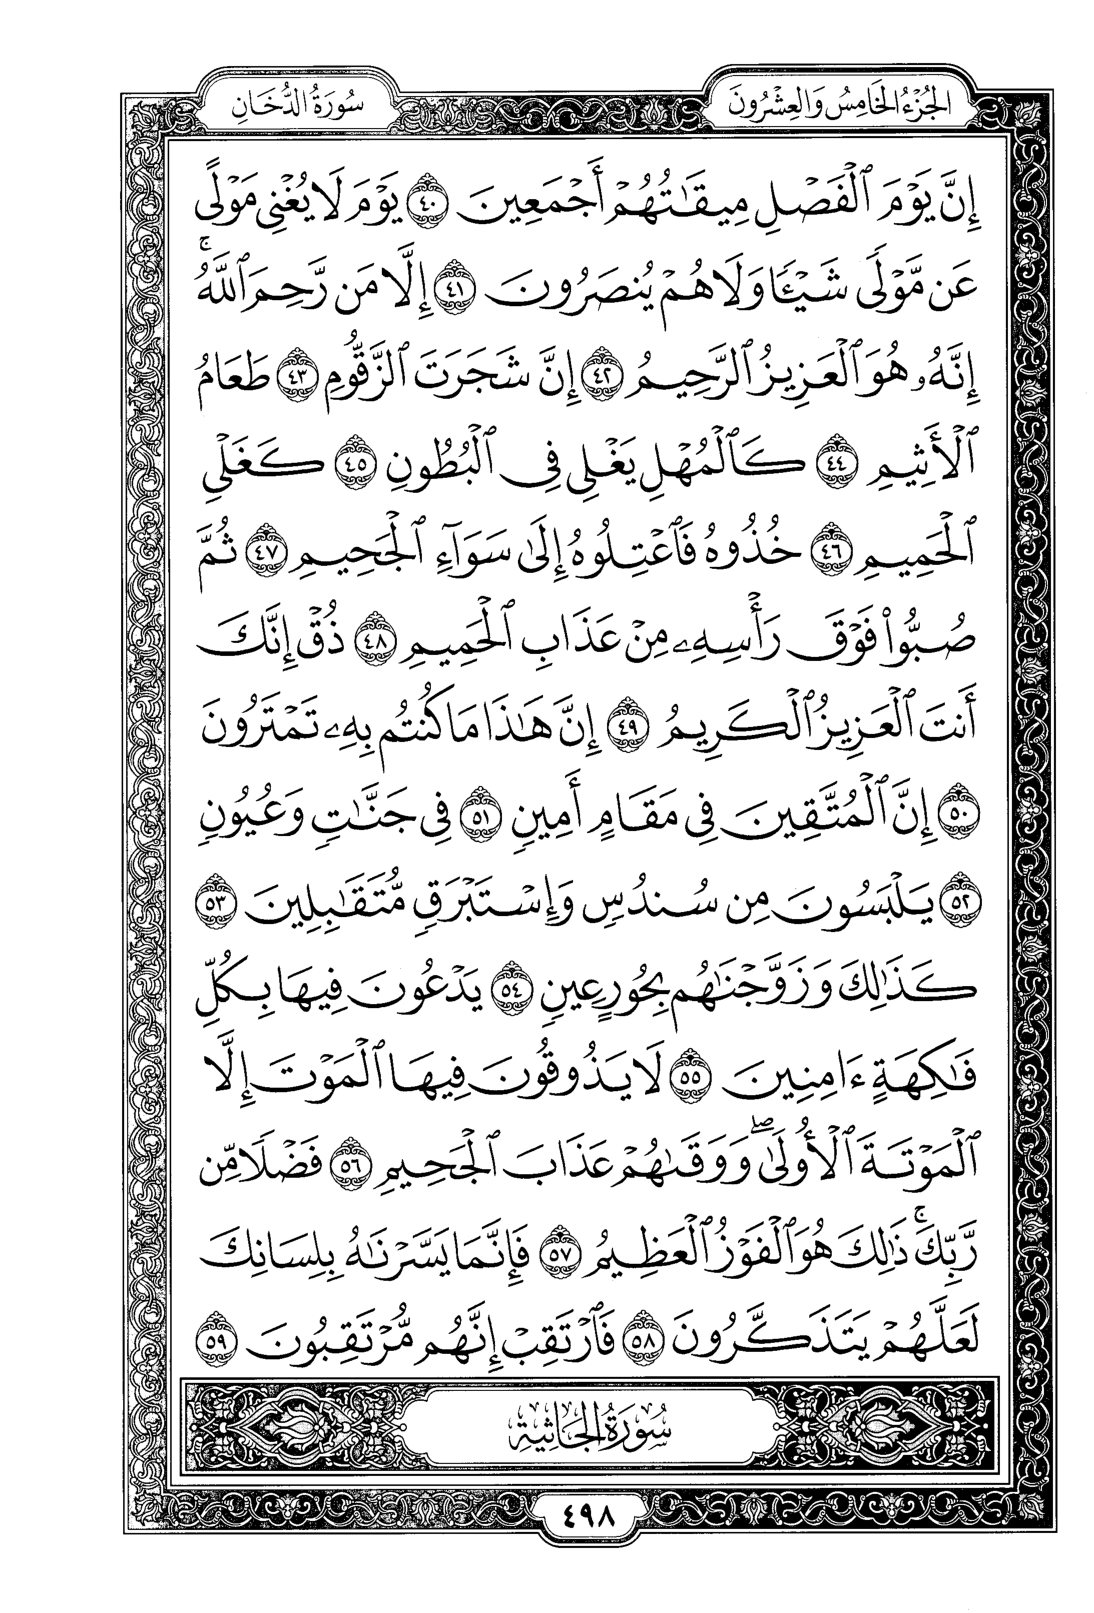 الجُزْءُ الخَامِسُ وَالعِشْرُونَ
سُورَةُ الدُّخَانِ
إِنَّ يَوْمَ ٱلْفَصْلِ مِيقَٰتُهُمْ أَجْمَعِينَ ٤٠ يَوْمَ لَا يُغْنِى مَوْلًى
عَن مَّوْلًى شَيْـًٔا وَلَا هُمْ يُنصَرُونَ ٤١ إِلَّا مَن رَّحِمَ ٱللَّهُ ۚ
إِنَّهُۥ هُوَ ٱلْعَزِيزُ ٱلرَّحِيمُ ٤٢ إِنَّ شَجَرَتَ ٱلزَّقُّومِ ٤٣ طَعَامُ
ٱلْأَثِيمِ ٤٤ كَٱلْمُهْلِ يَغْلِى فِى ٱلْبُطُونِ ٤٥ كَغَلْىِ
ٱلْحَمِيمِ ٤٦ خُذُوهُ فَٱعْتِلُوهُ إِلَىٰ سَوَآءِ ٱلْجَحِيمِ ٤٧ ثُمَّ
صُبُّوا۟ فَوْقَ رَأْسِهِۦ مِنْ عَذَابِ ٱلْحَمِيمِ ٤٨ ذُقْ إِنَّكَ
أَنتَ ٱلْعَزِيزُ ٱلْكَرِيمُ ٤٩ إِنَّ هَٰذَا مَا كُنتُم بِهِۦ تَمْتَرُونَ
٥٠ إِنَّ ٱلْمُتَّقِينَ فِى مَقَامٍ أَمِينٍ ٥١ فِى جَنَّٰتٍ وَعُيُونٍ
٥٢ يَلْبَسُونَ مِن سُندُسٍ وَإِسْتَبْرَقٍ مُّتَقَٰبِلِينَ ٥٣
كَذَٰلِكَ وَزَوَّجْنَٰهُم بِحُورٍ عِينٍ ٥٤ يَدْعُونَ فِيهَا بِكُلِّ
فَٰكِهَةٍ ءَامِنِينَ ٥٥ لَا يَذُوقُونَ فِيهَا ٱلْمَوْتَ إِلَّا
ٱلْمَوْتَةَ ٱلْأُولَىٰ ۖ وَوَقَىٰهُمْ عَذَابَ ٱلْجَحِيمِ ٥٦ فَضْلًا مِّن
رَّبِّكَ ۚ ذَٰلِكَ هُوَ ٱلْفَوْزُ ٱلْعَظِيمُ ٥٧ فَإِنَّمَا يَسَّرْنَٰهُ بِلِسَانِكَ
لَعَلَّهُمْ يَتَذَكَّرُونَ ٥٨ فَٱرْتَقِبْ إِنَّهُم مُّرْتَقِبُونَ ٥٩
سُورَةُ الجَاثِيَةِ
٤٩٨